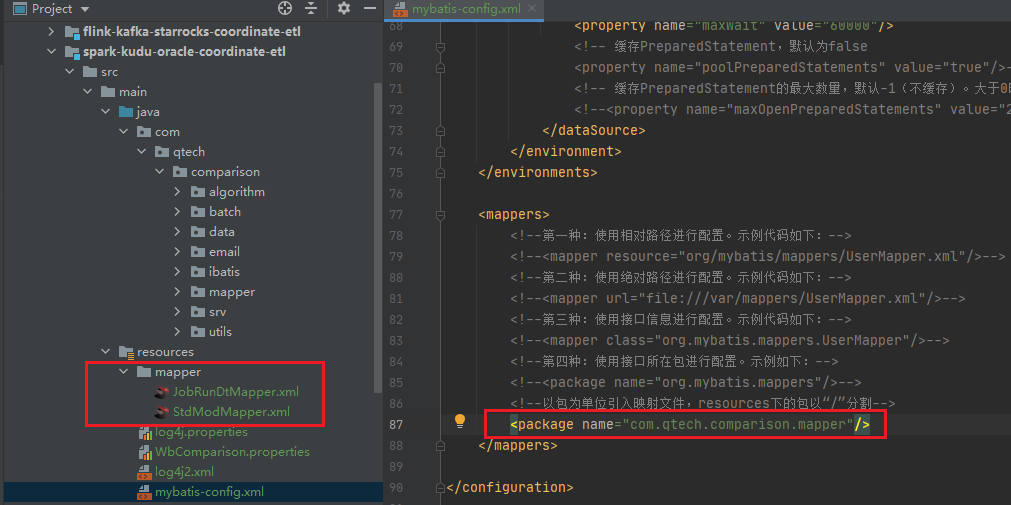 Project
flink-kafka-starrocks-coordinate-etl
spark-kudu-oracle-coordinate-etl
src
main
java
com
qtech
comparison
algorithm
batch
data
email
ibatis
mapper
srv
utils
resources
mapper
JobRunDtMapper.xml
StdModMapper.xml
log4j.properties
WbComparison.properties
log4j2.xml
mybatis-config.xml
mybatis-config.xml
68 <property name="maxWait" value="60000"/>
69 <!-- 缓存PreparedStatement，默认为false
70 <property name="poolPreparedStatements" value="true"/>-
71 <!-- 缓存PreparedStatement的最大数量，默认-1（不缓存）。大于0
72 <!--<property name="maxOpenPreparedStatements" value="2
73 </dataSource>
74 </environment>
75 </environments>
76
77 <mappers>
78 <!--第一种：使用相对路径进行配置。示例代码如下：-->
79 <!--<mapper resource="org/mybatis/mappers/UserMapper.xml"/>-->
80 <!--第二种：使用绝对路径进行配置。示例代码如下：-->
81 <!--<mapper url="file:///var/mappers/UserMapper.xml"/>-->
82 <!--第三种：使用接口信息进行配置。示例代码如下：-->
83 <!--<mapper class="org.mybatis.mappers.UserMapper"/>-->
84 <!--第四种：使用接口所在包进行配置。示例如下：-->
85 <!--<package name="org.mybatis.mappers"/>-->
86 <!--以包为单位引入映射文件，resources下的包以“/”分割-->
87 <package name="com.qtech.comparison.mapper"/>
88 </mappers>
89
90 </configuration>